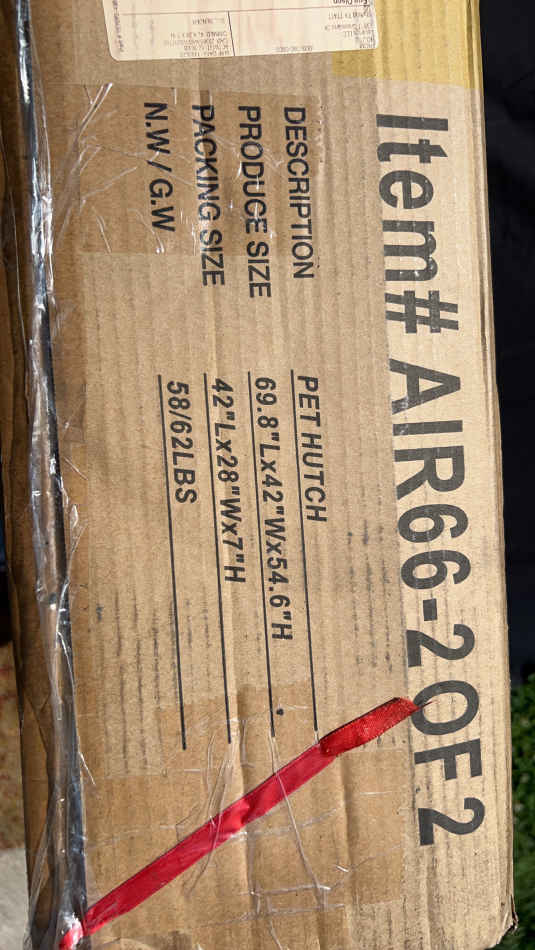 Item# AIR66-2 OF 2
DESCRIPTION PET HUTCH
PRODUCE SIZE 69.8"Lx42"Wx54.6"H
PACKING SIZE 42"Lx28"Wx7"H
N.W/G.W 58/62LBS